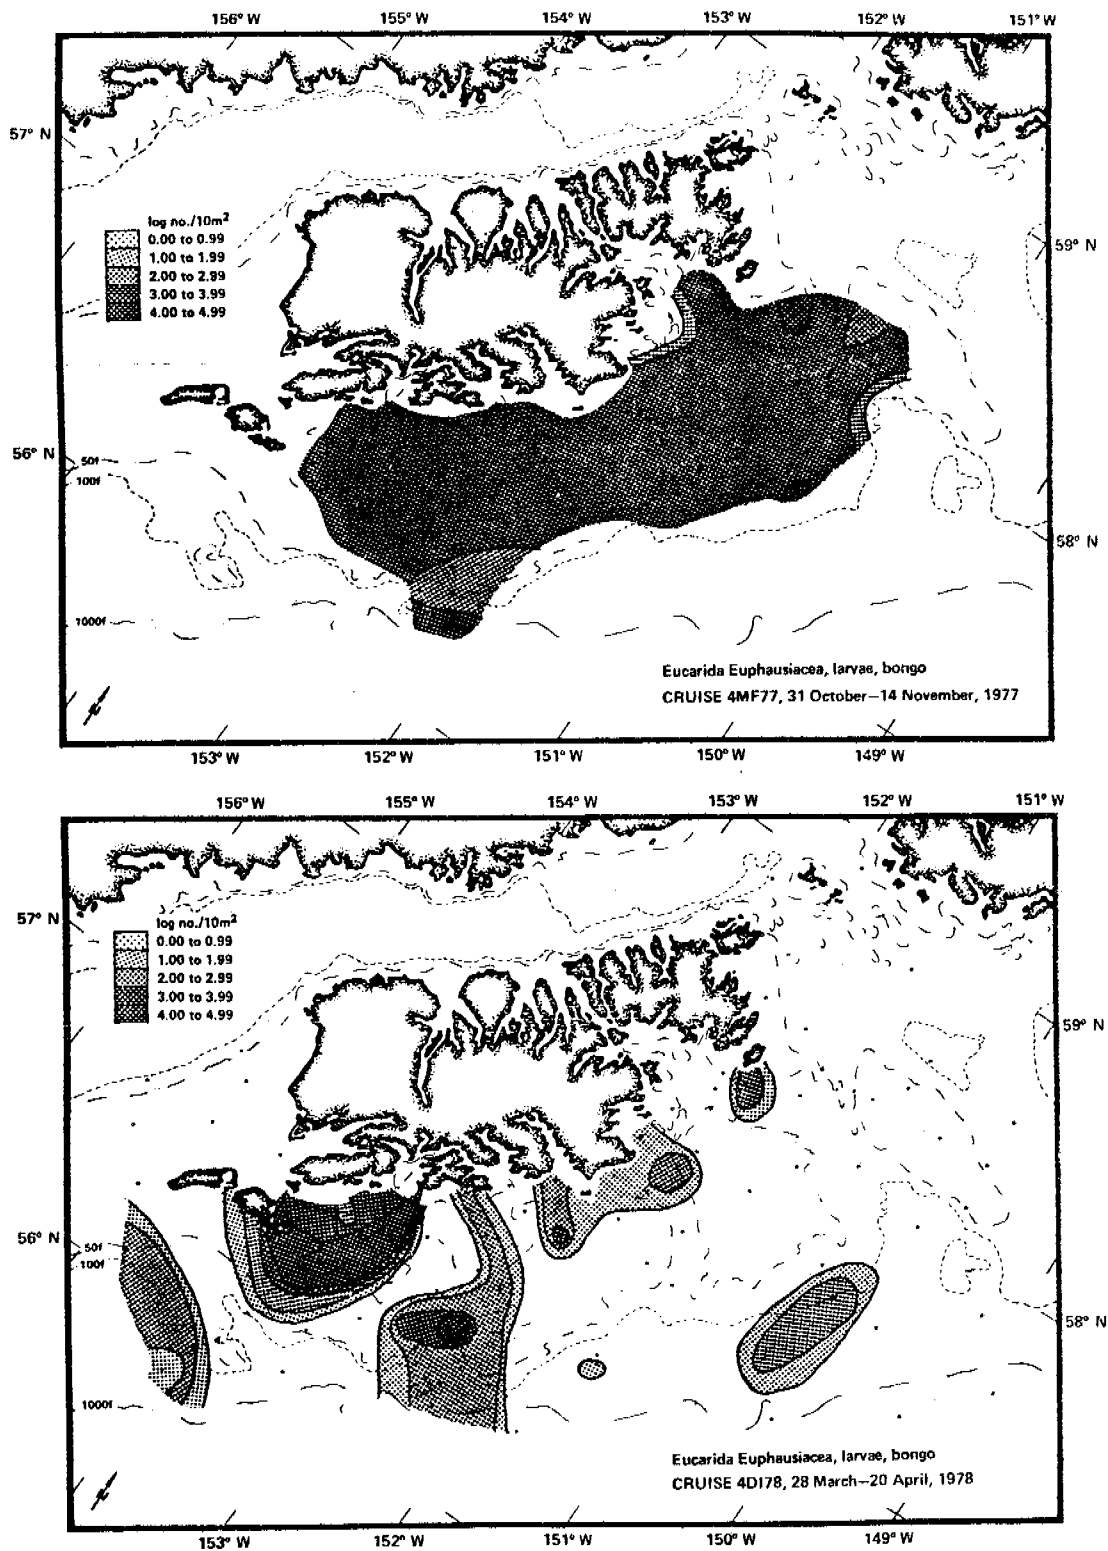 156° W 155° W 154° W 153° W 152° W 151° W
57° N
log no./10m²
0.00 to 0.99
1.00 to 1.99
2.00 to 2.99
3.00 to 3.99
4.00 to 4.99
59° N
56° N
50f
100f
58° N
1000f
Eucarida Euphausiacea, larvae, bongo
CRUISE 4MF77, 31 October—14 November, 1977
N
153° W 152° W 151° W 150° W 149° W
156° W 155° W 154° W 153° W 152° W 151° W
57° N
log no./10m²
0.00 to 0.99
1.00 to 1.99
2.00 to 2.99
3.00 to 3.99
4.00 to 4.99
59° N
56° N
50f
100f
58° N
1000f
Eucarida Euphausiacea, larvae, bongo
CRUISE 4DI78, 28 March—20 April, 1978
N
153° W 152° W 151° W 150° W 149° W